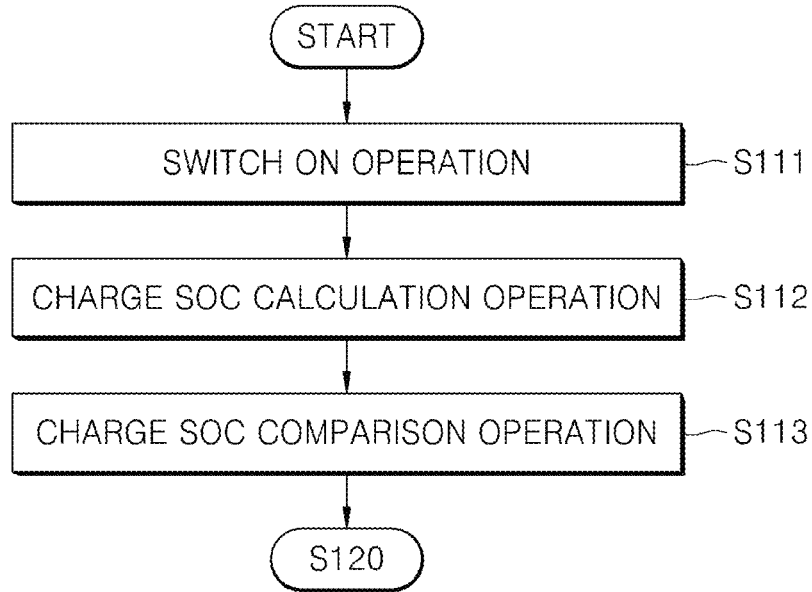 START
SWITCH ON OPERATION
S111
CHARGE SOC CALCULATION OPERATION
S112
CHARGE SOC COMPARISON OPERATION
S113
S120